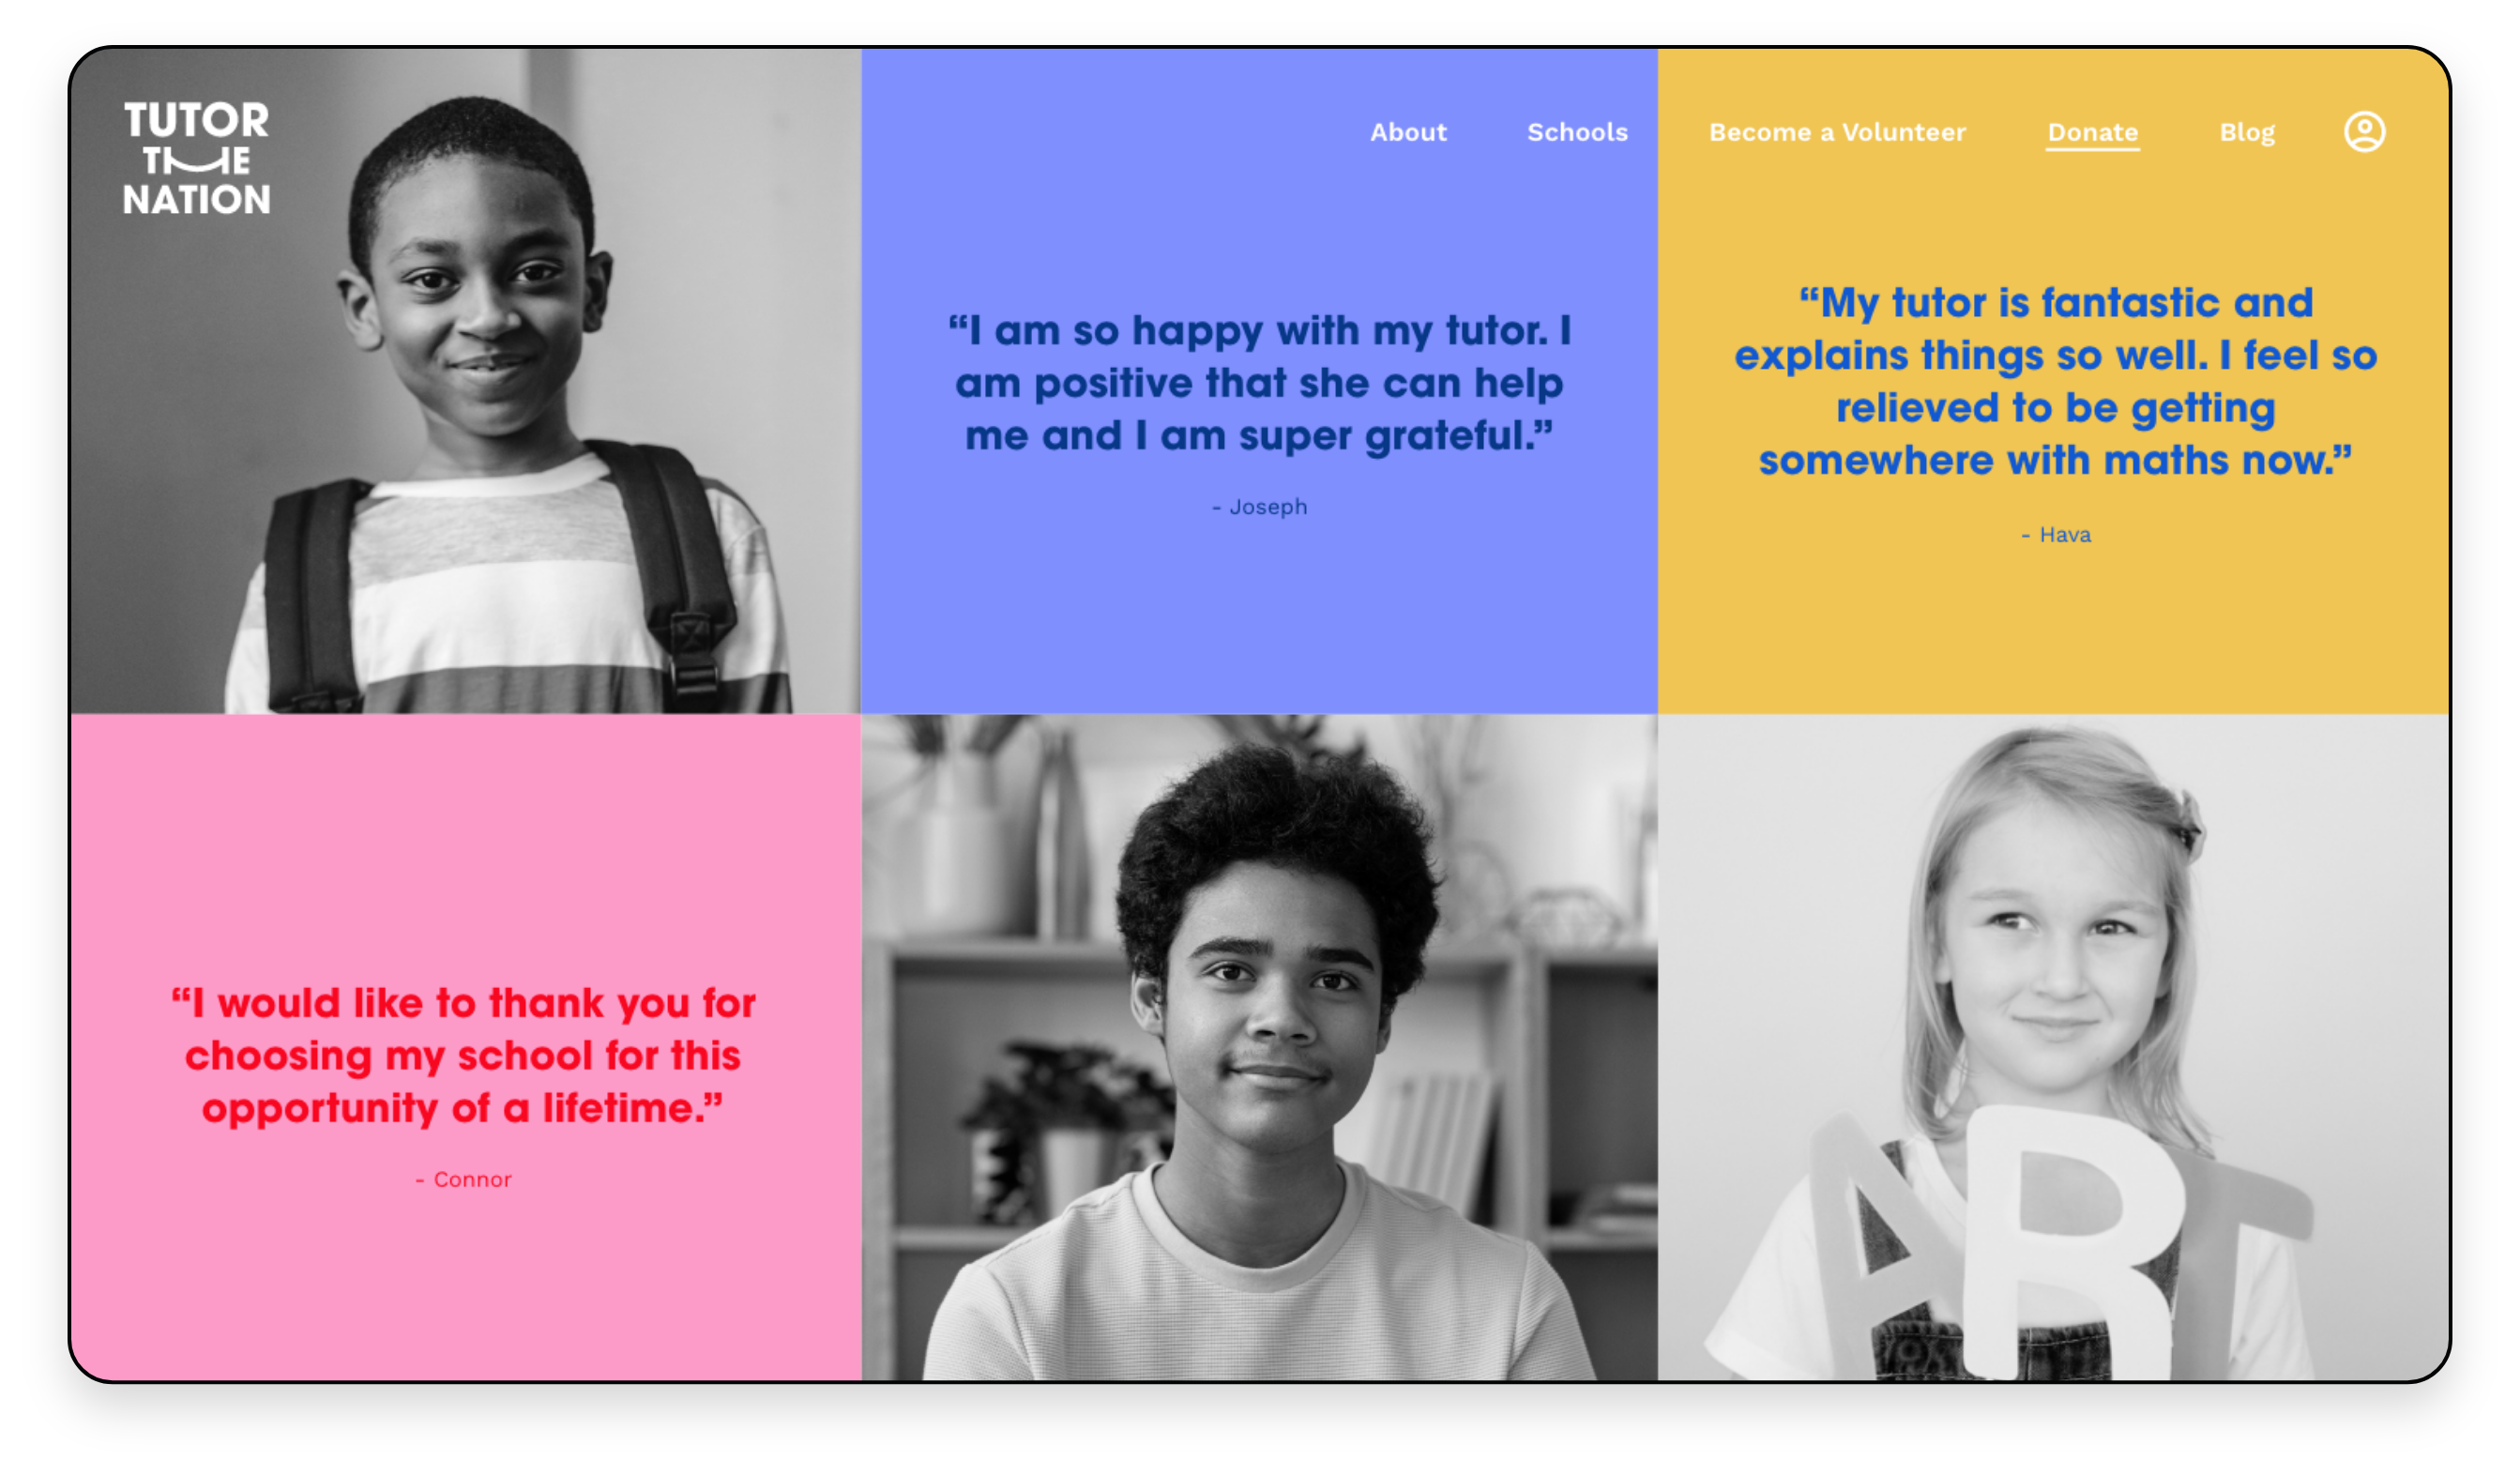 TUTOR
THE
NATION
About Schools Become a Volunteer Donate Blog
“I am so happy with my tutor. I
am positive that she can help
me and I am super grateful.”
- Joseph
“My tutor is fantastic and
explains things so well. I feel so
relieved to be getting
somewhere with maths now.”
- Hava
“I would like to thank you for
choosing my school for this
opportunity of a lifetime.”
- Connor
ART